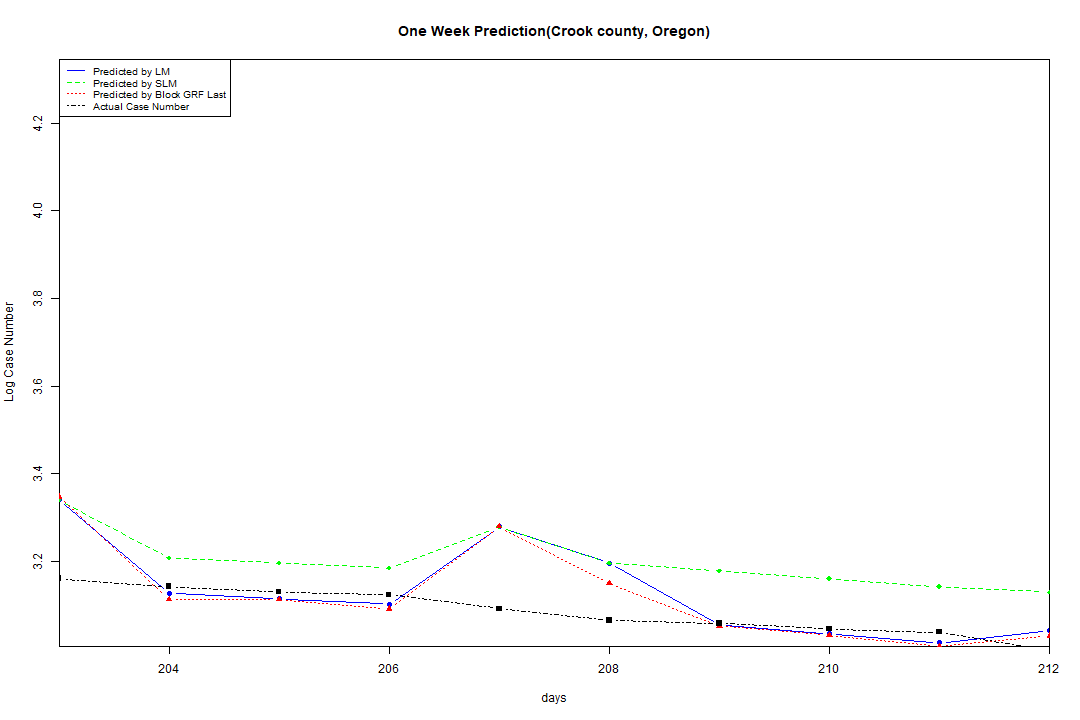 One Week Prediction(Crook county, Oregon)
Predicted by LM
Predicted by SLM
Predicted by Block GRF Last
Actual Case Number
4.2
4.0
3.8
3.6
3.4
3.2
Log Case Number
204 206 208 210 212
days